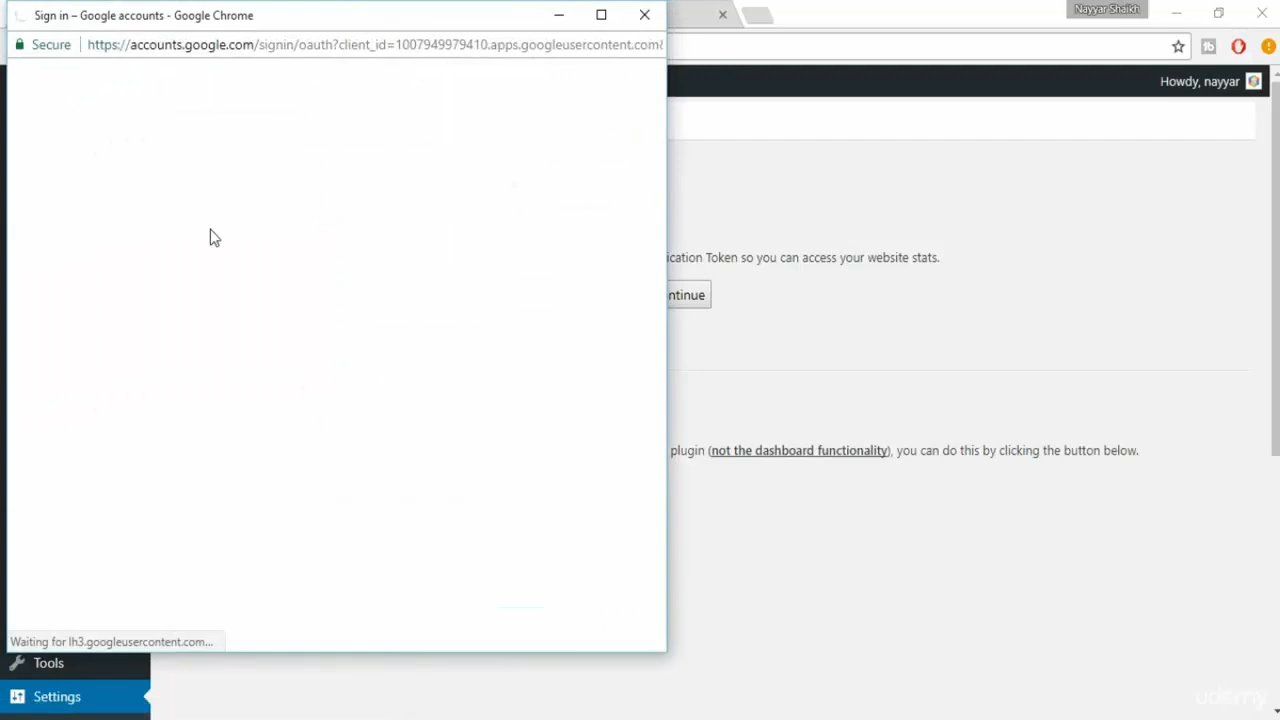 Sign in – Google accounts - Google Chrome
Nayyar Shaikh
Secure
https://accounts.google.com/signin/oauth?client_id=1007949979410.apps.googleusercontent.com
Howdy, nayyar
ication Token so you can access your website stats.
ntinue
plugin (not the dashboard functionality), you can do this by clicking the button below.
Waiting for lh3.googleusercontent.com...
Tools
Settings
udemy